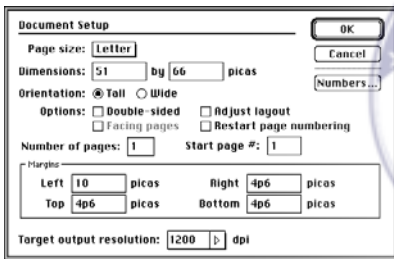 Document Setup
OK
Page size: Letter
Cancel
Dimensions: 51 by 66 picas
Numbers...
Orientation: Tall Wide
Options: Double-sided Adjust layout
Facing pages Restart page numbering
Number of pages: 1 Start page #: 1
Margins
Left 10 picas Right 4p6 picas
Top 4p6 picas Bottom 4p6 picas
Target output resolution: 1200 dpi